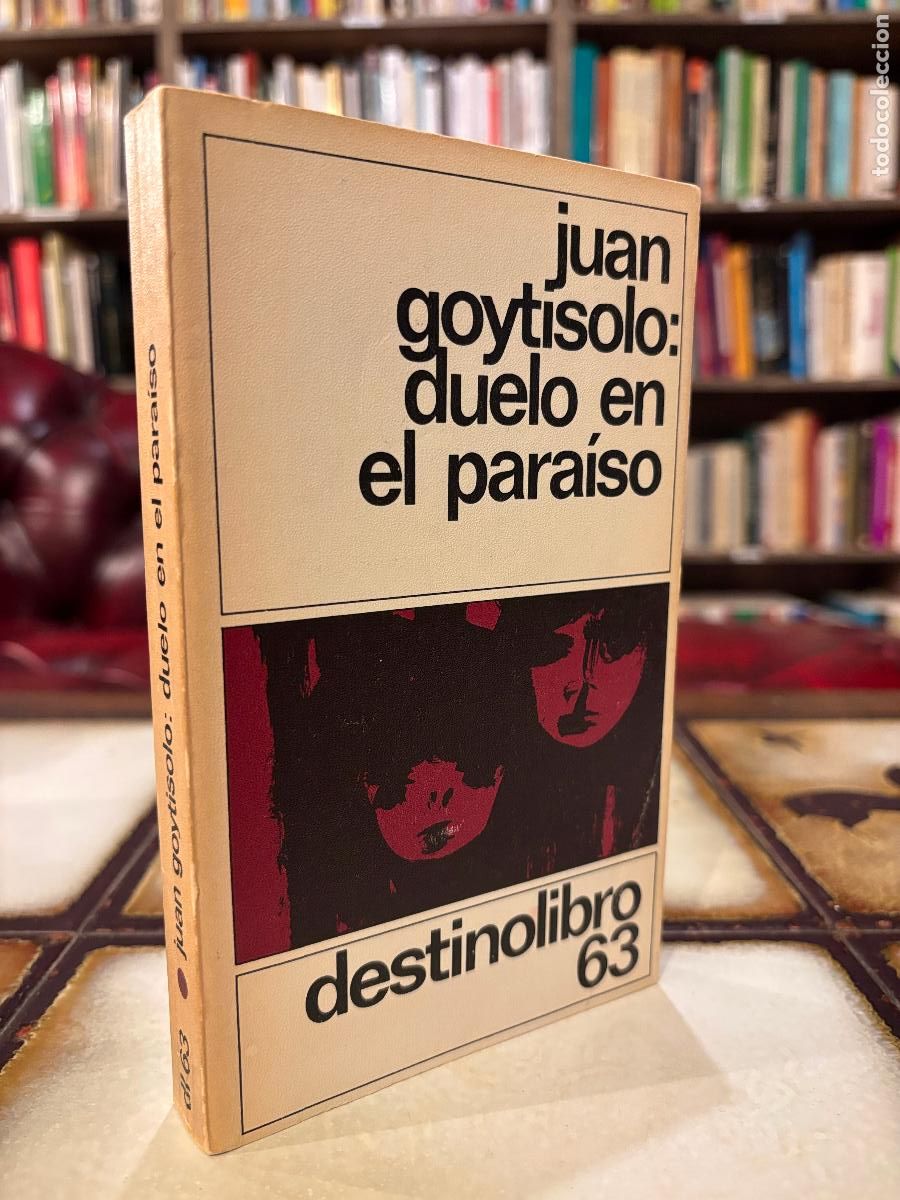 juan
goytisolo:
duelo en
el paraíso
destinolibro
63
dl 63 ● juan goytisolo: duelo en el paraíso
todocoleccion